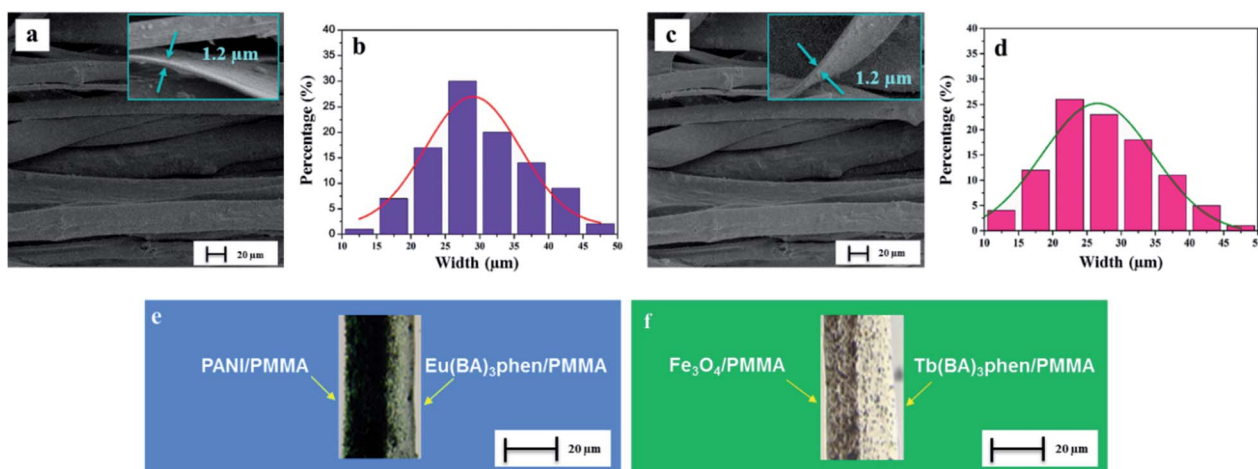 a
1.2 µm
20 µm
b
40
35
30
25
20
15
10
5
0
Percentage (%)
10 15 20 25 30 35 40 45 50
Width (µm)
c
1.2 µm
20 µm
d
40
35
30
25
20
15
10
5
0
Percentage (%)
10 15 20 25 30 35 40 45 50
Width (µm)
e
PANI/PMMA
Eu(BA)₃phen/PMMA
20 µm
f
Fe₃O₄/PMMA
Tb(BA)₃phen/PMMA
20 µm